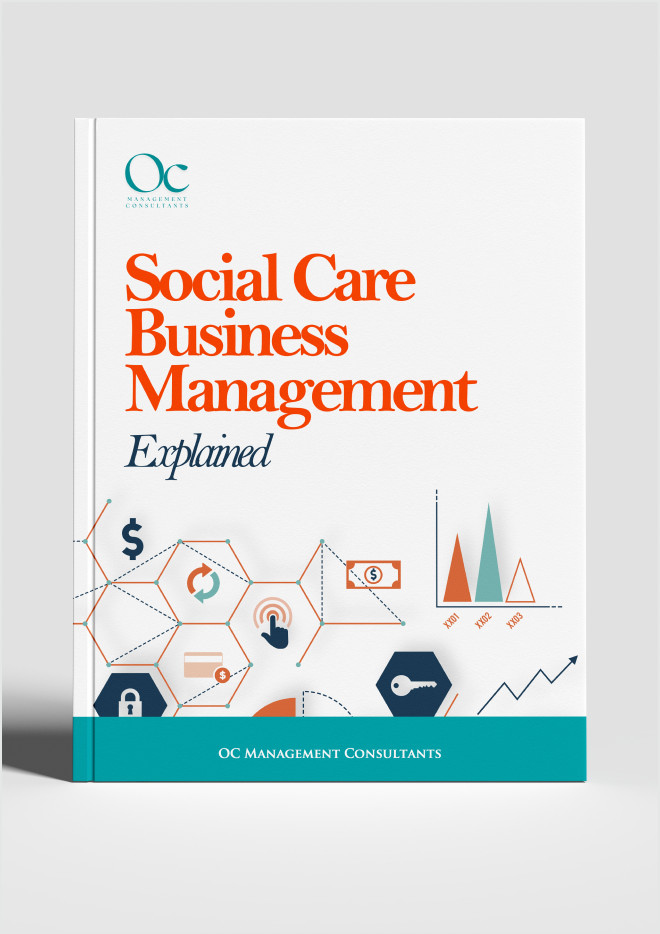 Oc
MANAGEMENT
CONSULTANTS
Social Care
Business
Management
Explained
$
$
$
XX01
XX02
XX03
OC MANAGEMENT CONSULTANTS